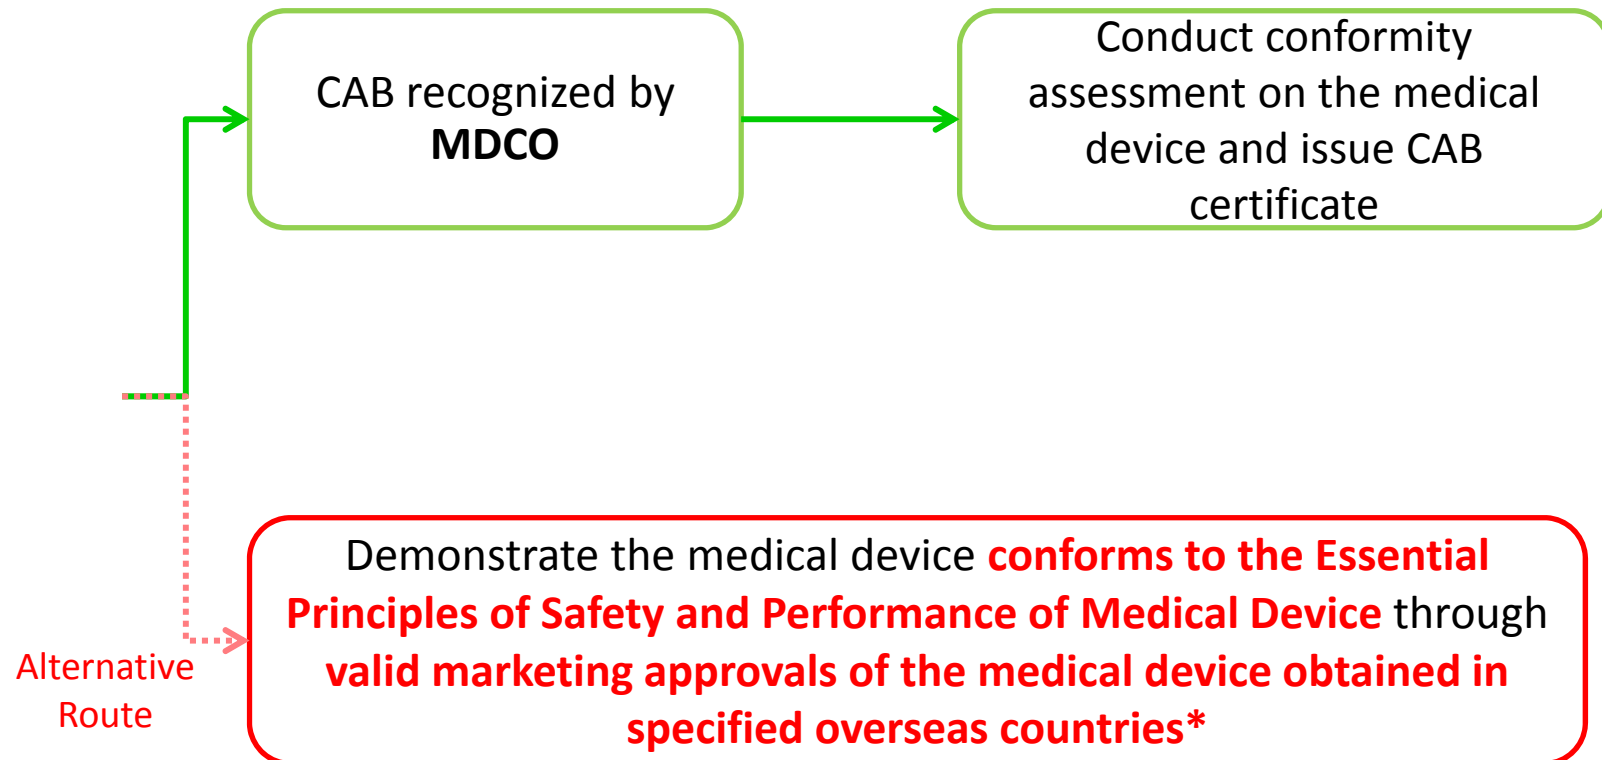 CAB recognized by
MDCO
Conduct conformity
assessment on the medical
device and issue CAB
certificate
Alternative
Route
Demonstrate the medical device conforms to the Essential
Principles of Safety and Performance of Medical Device through
valid marketing approvals of the medical device obtained in
specified overseas countries*